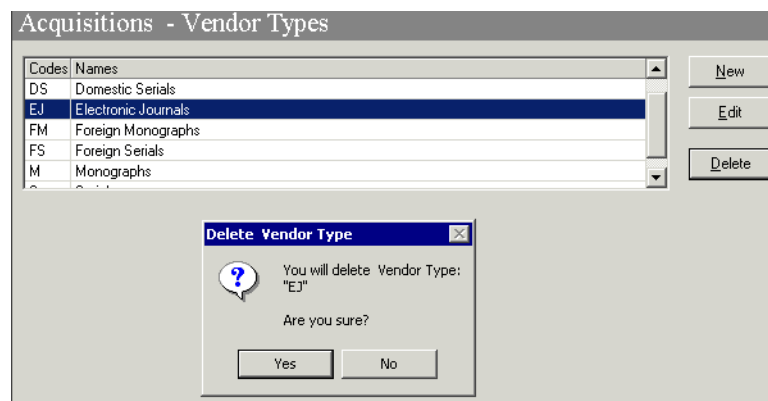 Acquisitions - Vendor Types
Codes Names
New
DS Domestic Serials
EJ Electronic Journals
Edit
FM Foreign Monographs
FS Foreign Serials
Delete
M Monographs
Delete Vendor Type
You will delete Vendor Type:
"EJ"
Are you sure?
Yes No